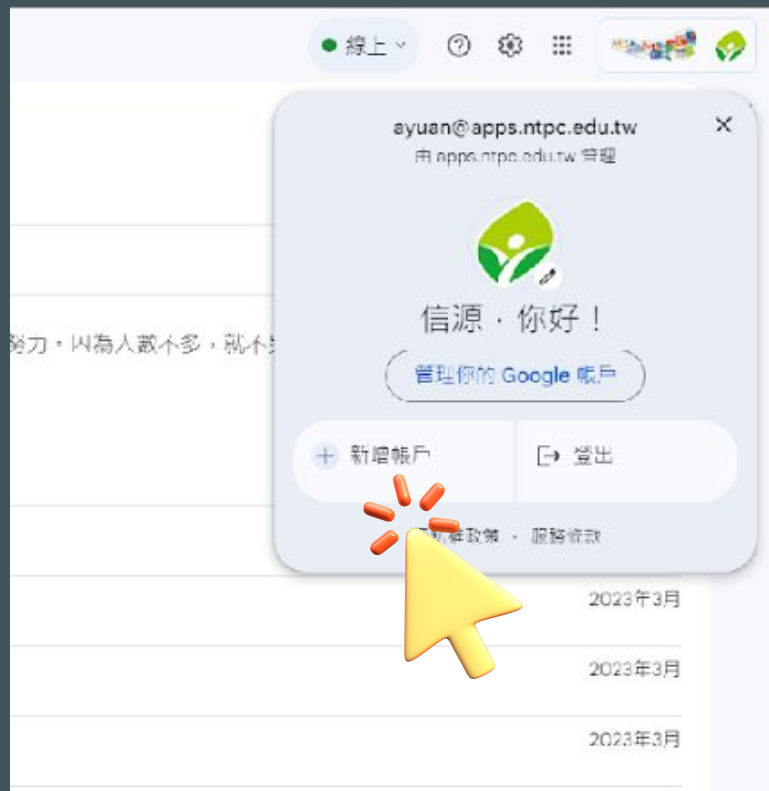 線上
ayuan@apps.ntpc.edu.tw
由 apps.ntpc.edu.tw 管理
信源，你好！
努力，因為人數不多，就不
管理你的 Google 帳戶
新增帳戶
登出
權政策 · 服務條款
2023年3月
2023年3月
2023年3月